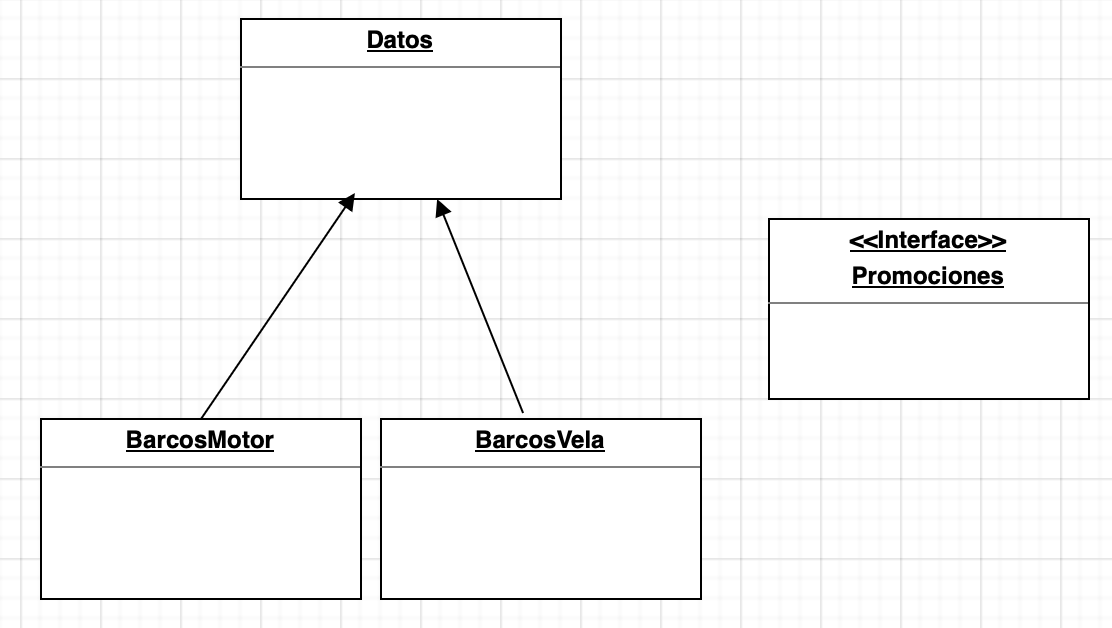 Datos
<<Interface>>
Promociones
BarcosMotor
BarcosVela